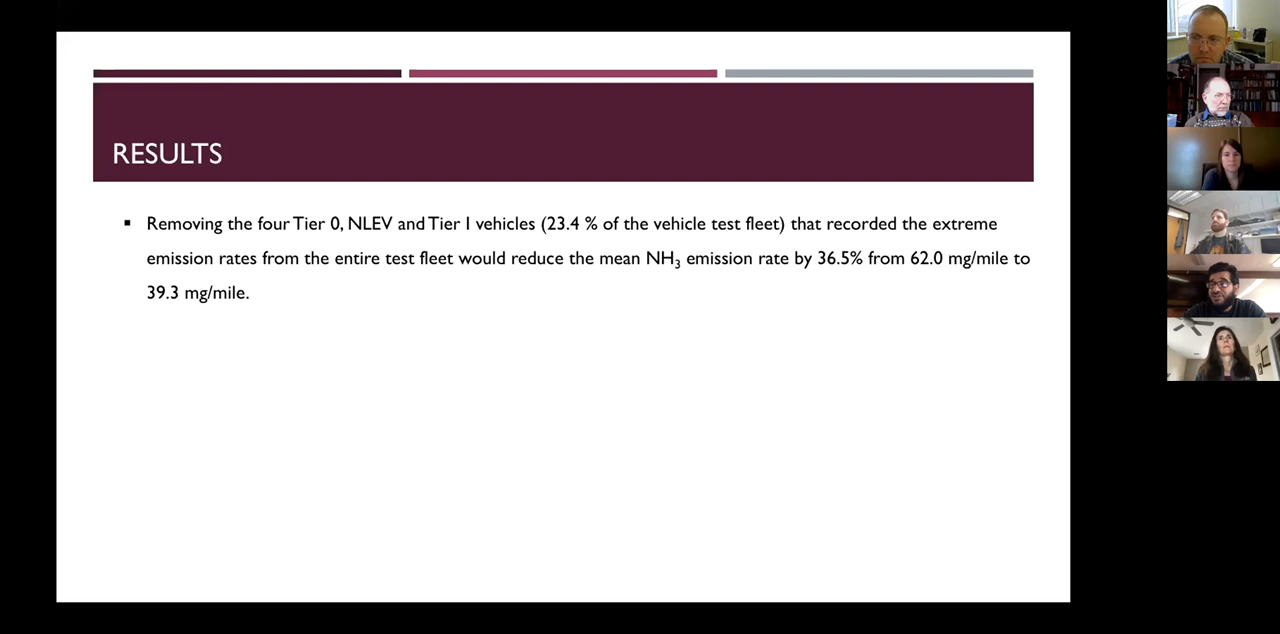 RESULTS
▪ Removing the four Tier 0, NLEV and Tier 1 vehicles (23.4 % of the vehicle test fleet) that recorded the extreme
emission rates from the entire test fleet would reduce the mean NH₃ emission rate by 36.5% from 62.0 mg/mile to
39.3 mg/mile.